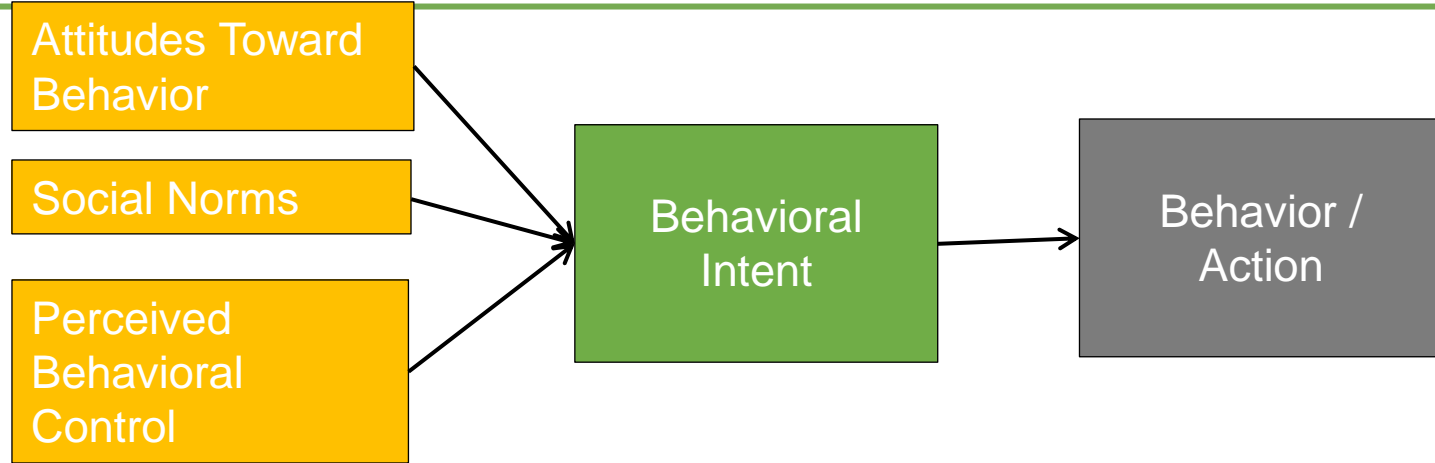 Attitudes Toward
Behavior
Social Norms
Perceived
Behavioral
Control
Behavioral
Intent
Behavior /
Action